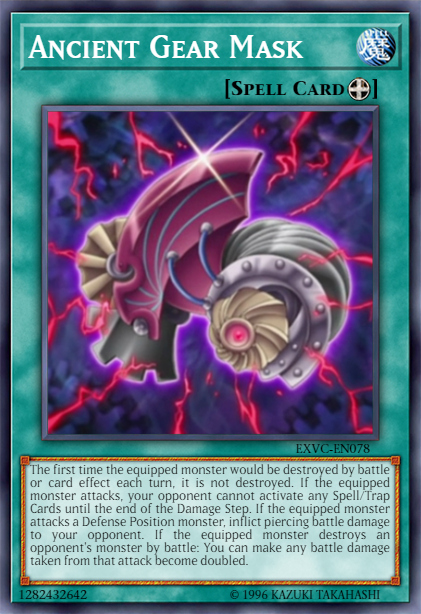 ANCIENT GEAR MASK
魔
[SPELL CARD]
EXVC-EN078
The first time the equipped monster would be destroyed by battle
or card effect each turn, it is not destroyed. If the equipped
monster attacks, your opponent cannot activate any Spell/Trap
Cards until the end of the Damage Step. If the equipped monster
attacks a Defense Position monster, inflict piercing battle damage
to your opponent. If the equipped monster destroys an
opponent's monster by battle: You can make any battle damage
taken from that attack become doubled.
1282432642 © 1996 KAZUKI TAKAHASHI